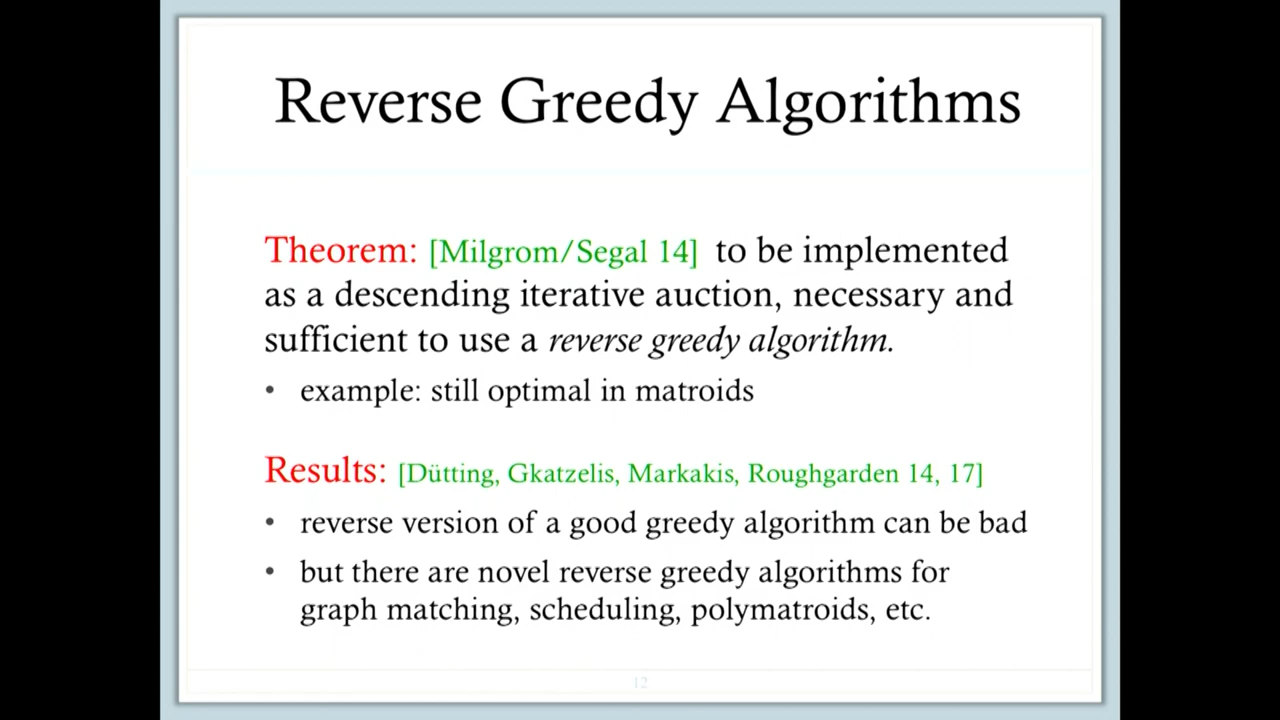 Reverse Greedy Algorithms
Theorem: [Milgrom/Segal 14] to be implemented
as a descending iterative auction, necessary and
sufficient to use a reverse greedy algorithm.
• example: still optimal in matroids
Results: [Dütting, Gkatzelis, Markakis, Roughgarden 14, 17]
• reverse version of a good greedy algorithm can be bad
• but there are novel reverse greedy algorithms for
graph matching, scheduling, polymatroids, etc.
12